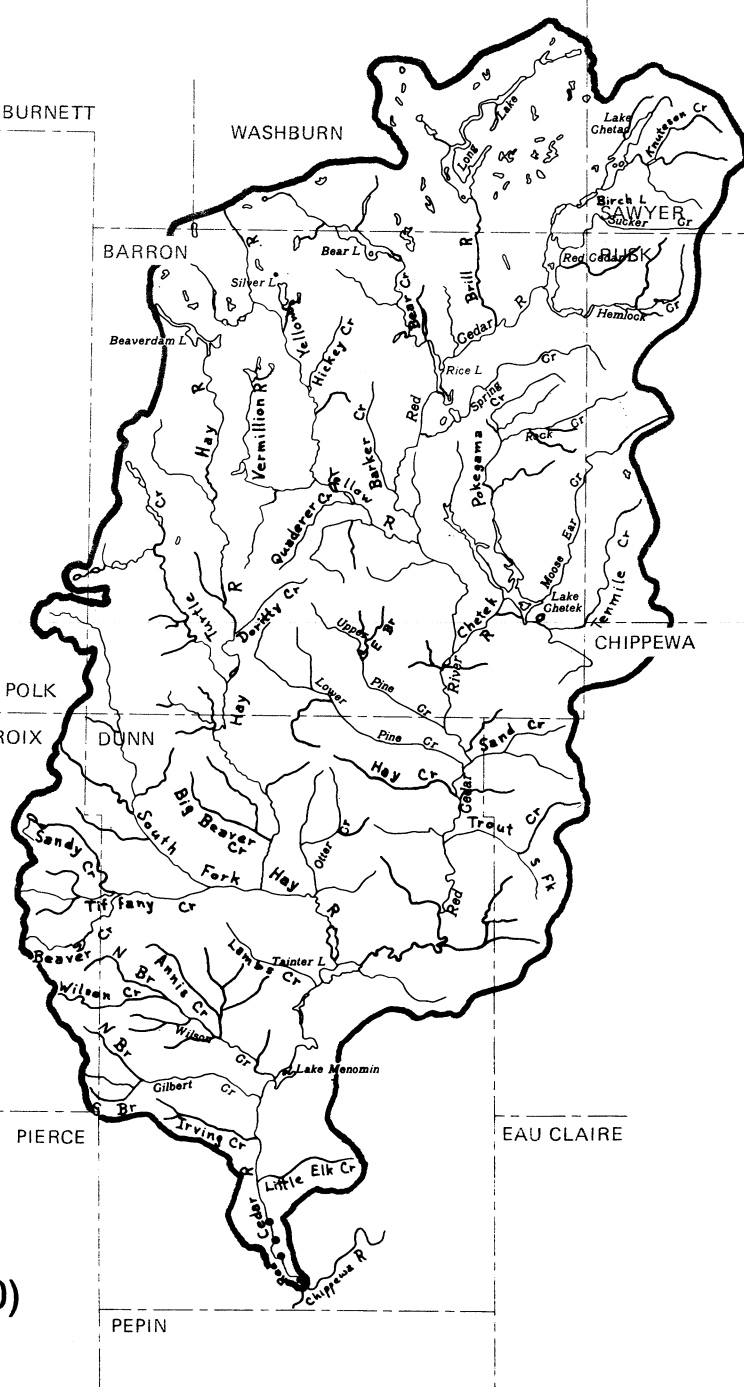 BURNETT
WASHBURN
Long
Lake
Lake
Chetac
Knuteson Cr
Birch L
SAWYER
Sucker Cr
BARRON
R
Bear L
Brill R
Red Cedar L
RUSK
Silver L
Yellow
Bear Cr
Hemlock Cr
Beaverdam L
Hickey Cr
Cedar R
Rice L
Hay R
Vermillion R
Barker Cr
Red
Spring Cr
Pokegama Cr
Rock Cr
Cr
Quaderer Cr
Yellow R
Moose Ear Cr
Tenmile Cr
Turtle
R
Doritty Cr
Upper Br
Chetek R
Lake
Chetek
CHIPPEWA
POLK
Lower
Pine Cr
River
Hay
ROIX
DUNN
Pine Cr
Sand Cr
Hay Cr
Cedar
Big Beaver
Cr
South Fork
Otter Cr
Trout Cr
S Fk
Sandy Cr
Hay R
Red
Tiffany Cr
Beaver Cr
N Br
Annis Cr
Lambs Cr
Tainter L
Wilson Cr
N Br
Wilson Cr
Lake Menomin
Gilbert Cr
S Br
PIERCE
Irving Cr
EAU CLAIRE
R
Little Elk Cr
Cedar
Red
Chippewa R
0)
PEPIN